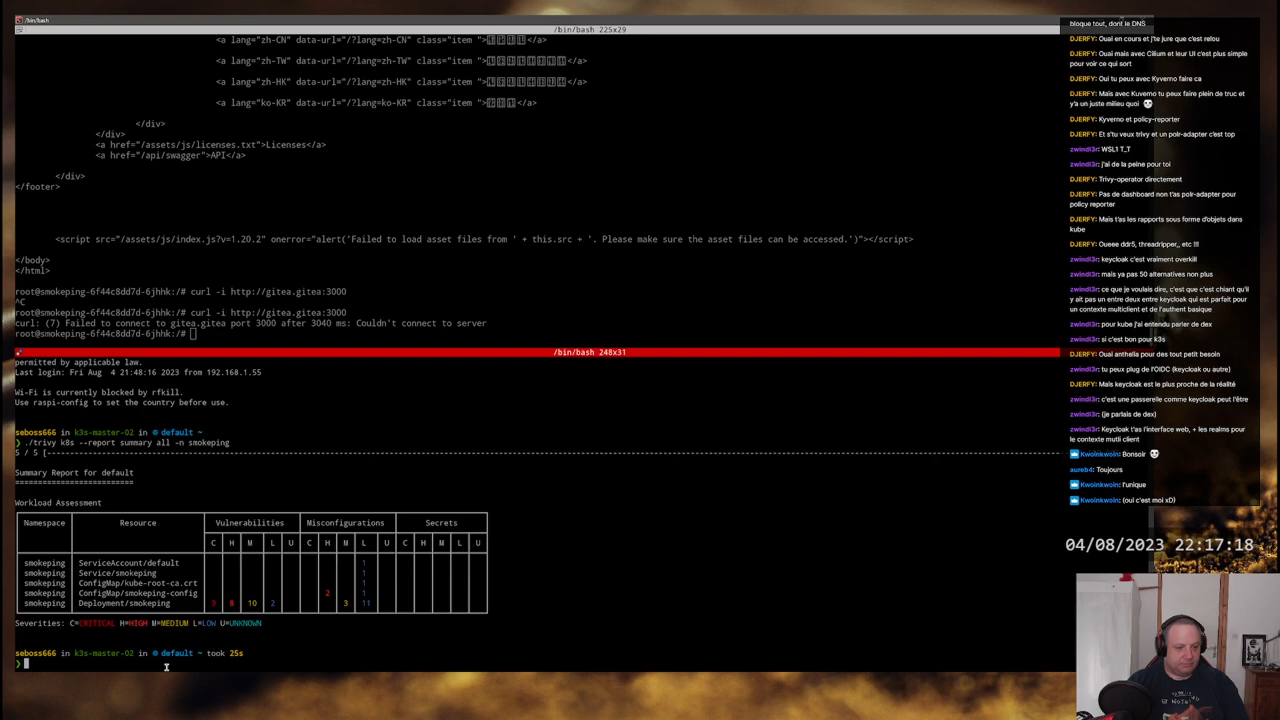 /bin/bash
/bin/bash 225x29
<a lang="zh-CN" data-url="/?lang=zh-CN" class="item "></a>
<a lang="zh-TW" data-url="/?lang=zh-TW" class="item "></a>
<a lang="zh-HK" data-url="/?lang=zh-HK" class="item "></a>
<a lang="ko-KR" data-url="/?lang=ko-KR" class="item "></a>
</div>
</div>
<a href="/assets/js/licenses.txt">Licenses</a>
<a href="/api/swagger">API</a>
</div>
</footer>
<script src="/assets/js/index.js?v=1.20.2" onerror="alert('Failed to load asset files from ' + this.src + '. Please make sure the asset files can be accessed.')"></script>
</body>
</html>
root@smokeping-6f44c8dd7d-6jhhk:/# curl -i http://gitea.gitea:3000
^C
root@smokeping-6f44c8dd7d-6jhhk:/# curl -i http://gitea.gitea:3000
curl: (7) Failed to connect to gitea.gitea port 3000 after 3040 ms: Couldn't connect to server
root@smokeping-6f44c8dd7d-6jhhk:/#
/bin/bash 248x31
permitted by applicable law.
Last login: Fri Aug  4 21:48:16 2023 from 192.168.1.55
Wi-Fi is currently blocked by rfkill.
Use raspi-config to set the country before use.
seboss666 in k3s-master-02 in default ~
❯ ./trivy k8s --report summary all -n smokeping
5 / 5 [---
Summary Report for default
==========================
Workload Assessment
Namespace Resource Vulnerabilities Misconfigurations Secrets
C H M L U C H M L U C H M L U
smokeping ServiceAccount/default 1
smokeping Service/smokeping 1
smokeping ConfigMap/kube-root-ca.crt 1
smokeping ConfigMap/smokeping-config 2 1
smokeping Deployment/smokeping 3 8 10 2 3 11
Severities: C=CRITICAL H=HIGH M=MEDIUM L=LOW U=UNKNOWN
seboss666 in k3s-master-02 in default ~ took 25s
❯
bloque tout, dont le DNS
DJERFY: Ouai en cours et j'te jure que c'est relou
DJERFY: Ouai mais avec Cilium et leur UI c'est plus simple
pour voir ce qui sort
DJERFY: Oui tu peux avec Kyverno faire ca
DJERFY: Mais avec Kuverno tu peux faire plein de truc et
y'a un juste milieu quoi
DJERFY: Kyverno et policy-reporter
DJERFY: Et s'tu veux trivy et un polr-adapter c'est top
zwindl3r: WSL1 T_T
zwindl3r: j'ai de la peine pour toi
DJERFY: Trivy-operator directement
DJERFY: Pas de dashboard non t'as polr-adapter pour
policy reporter
DJERFY: Mais t'as les rapports sous forme d'objets dans
kube
DJERFY: Oueee ddr5, threadripper,, etc !!!
zwindl3r: keycloak c'est vraiment overkill
zwindl3r: mais ya pas 50 alternatives non plus
zwindl3r: ce que je voulais dire, c'est que c'est chiant qu'il
y ait pas un entre deux entre keycloak qui est parfait pour
un contexte multiclient et de l'authent basique
zwindl3r: pour kube j'ai entendu parler de dex
zwindl3r: si c'est bon pour k3s
DJERFY: Ouai anthelia pour des tout petit besoin
zwindl3r: tu peux plug de l'OIDC (keycloak ou autre)
DJERFY: Mais keycloak est le plus proche de la réalité
zwindl3r: c'est une passerelle comme keycloak peut l'être
zwindl3r: (je parlais de dex)
zwindl3r: Keycloak t'as l'interface web, + les realms pour
le contexte mutli client
Kwoinkwoin: Bonsoir
aureb4: Toujours
Kwoinkwoin: l'unique
Kwoinkwoin: (oui c'est moi xD)
04/08/2023 22:17:18